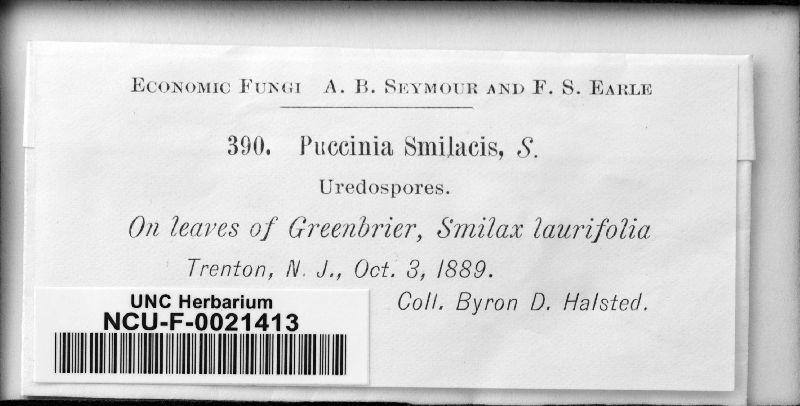 Economic Fungi A. B. Seymour and F. S. Earle
390. Puccinia Smilacis, S.
Uredospores.
On leaves of Greenbrier, Smilax laurifolia
Trenton, N. J., Oct. 3, 1889.
Coll. Byron D. Halsted.
UNC Herbarium
NCU-F-0021413